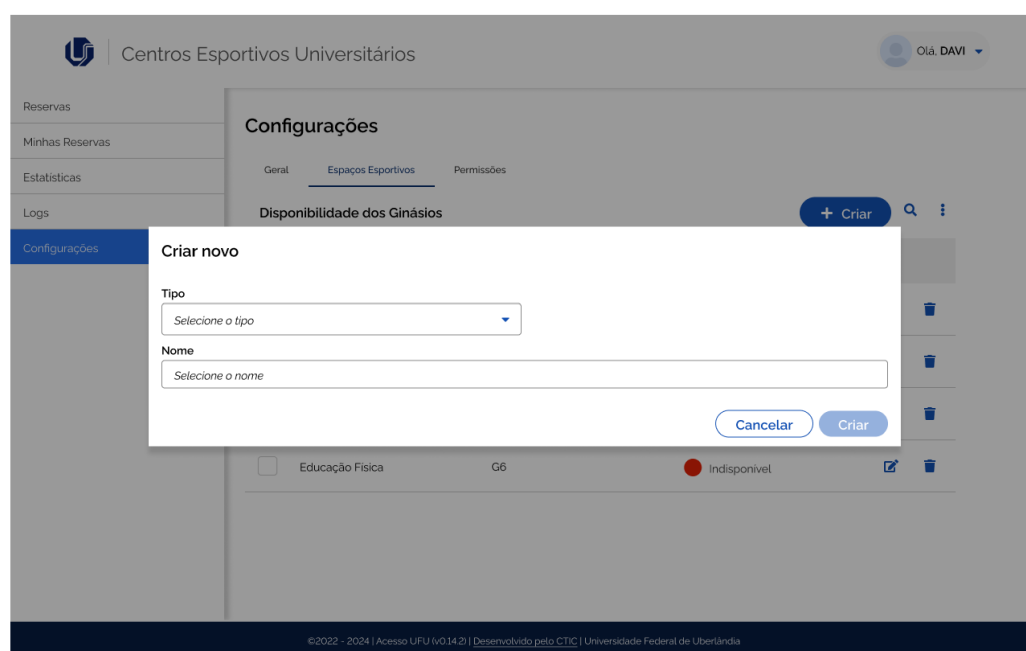 Centros Esportivos Universitários
Olá, DAVI
Reservas
Minhas Reservas
Estatísticas
Logs
Configurações
Configurações
Geral
Espaços Esportivos
Permissões
Disponibilidade dos Ginásios
+ Criar
Criar novo
Tipo
Selecione o tipo
Nome
Selecione o nome
Cancelar
Criar
Educação Física
G6
Indisponível
©2022 - 2024 | Acesso UFU (v0.14.2) | Desenvolvido pelo CTIC | Universidade Federal de Uberlândia